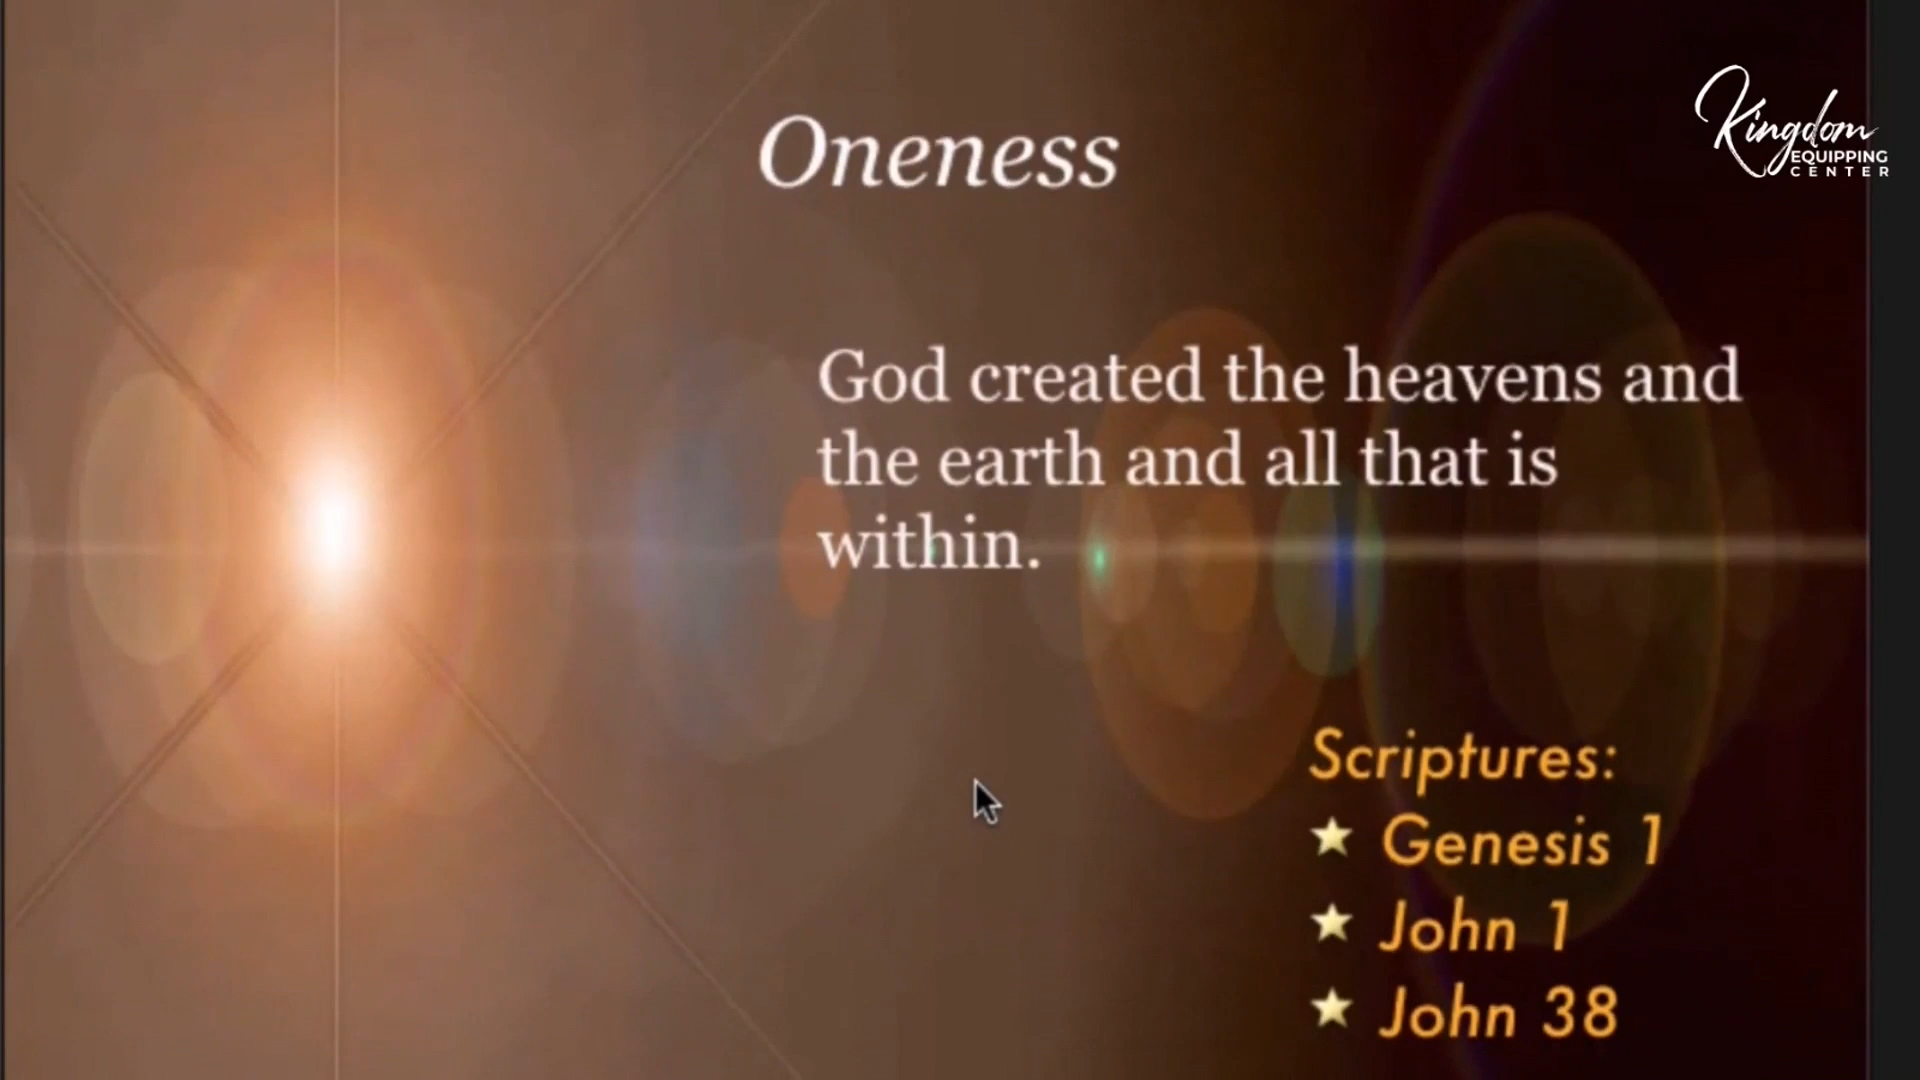 Kingdom
EQUIPPING
CENTER
Oneness
God created the heavens and
the earth and all that is
within.
Scriptures:
Genesis 1
John 1
John 38